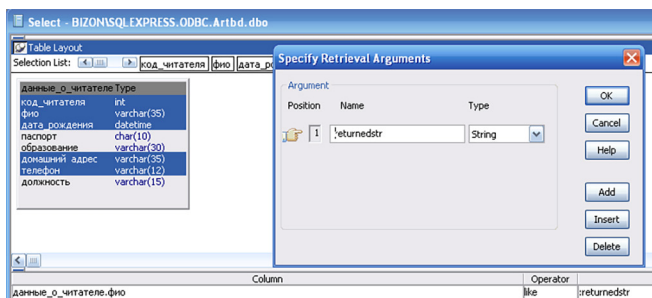 Select - BIZON\SQLEXPRESS.ODBC.Artbd.dbo
Table Layout
Selection List: код_читателя фио дата_ро
данные_о_читателе Type
код_читателя int
фио varchar(35)
дата_рождения datetime
паспорт char(10)
образование varchar(30)
донашний адрес varchar(35)
телефон varchar(12)
должность varchar(15)
Specify Retrieval Arguments
Argument
Position Name Type
1 returnedstr String
OK
Cancel
Help
Add
Insert
Delete
Column Operator
данные_о_читателе.фио like :returnedstr